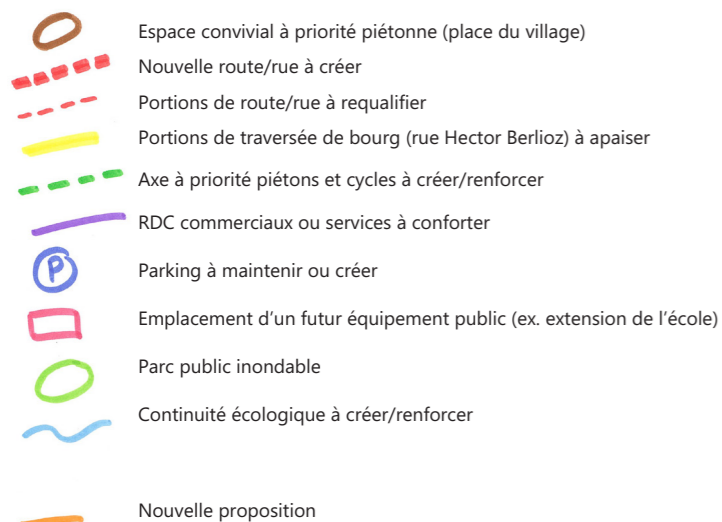 Espace convivial à priorité piétonne (place du village)
Nouvelle route/rue à créer
Portions de route/rue à requalifier
Portions de traversée de bourg (rue Hector Berlioz) à apaiser
Axe à priorité piétons et cycles à créer/renforcer
RDC commerciaux ou services à conforter
P Parking à maintenir ou créer
Emplacement d’un futur équipement public (ex. extension de l’école)
Parc public inondable
Continuité écologique à créer/renforcer
Nouvelle proposition